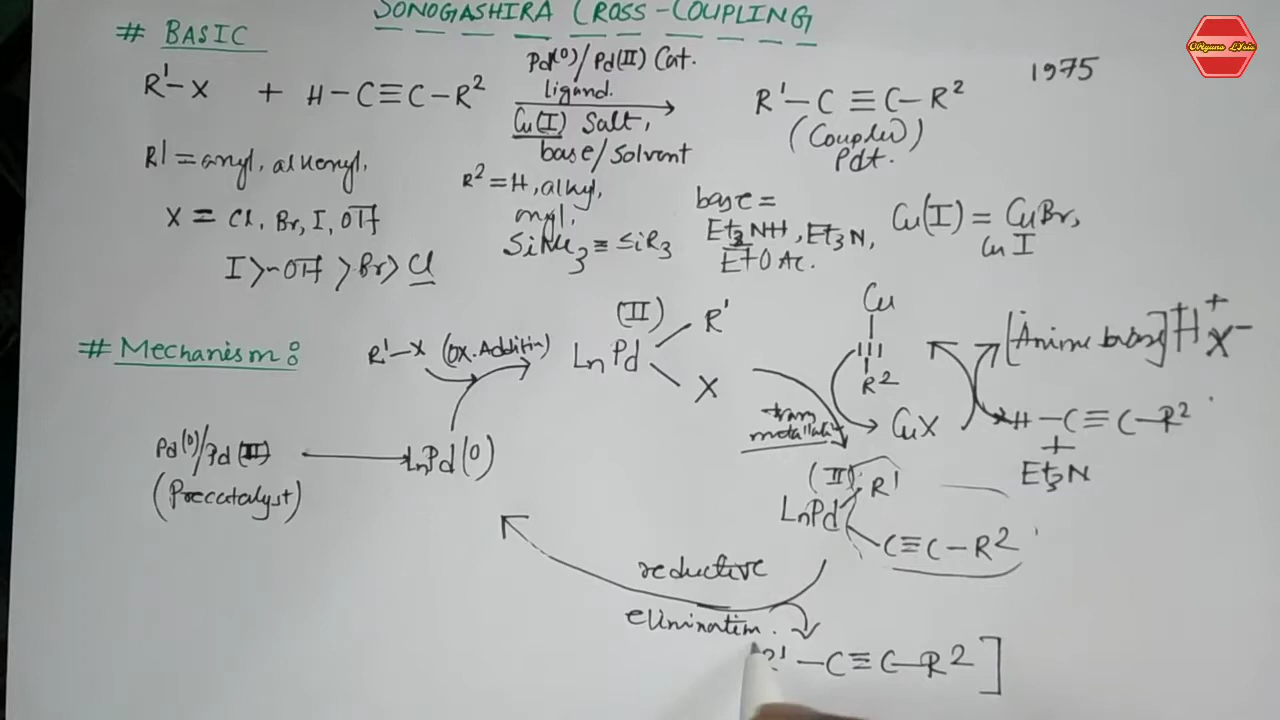 SONOGASHIRA CROSS-COUPLING
# BASIC
1975
R'-X + H-C≡C-R²
Pd(0)/Pd(II) Cat.
ligand.
Cu(I) Salt,
base/solvent
R'-C≡C-R²
(Coupled)
Pdt.
R' = aryl, alkenyl,
X = Cl, Br, I, OTf
I > -OTf > Br > Cl
R² = H, alkyl,
aryl,
SiMe3 ≡ SiR3
base =
Et2NH, Et3N,
EtOAc.
Cu(I) = CuBr,
CuI
# Mechanism:
R'-X (ox. Addition)
(II)
LnPd
R'
X
Cu
R2
trans
metallation
CuX
H-C≡C-R²
+
Et3N
H+
X-
Pd(0)/Pd(II)
(Precatalyst)
LnPd(0)
(II)
LnPd
R'
C≡C-R2
reductive
elimination.
R'-C≡C-R2]